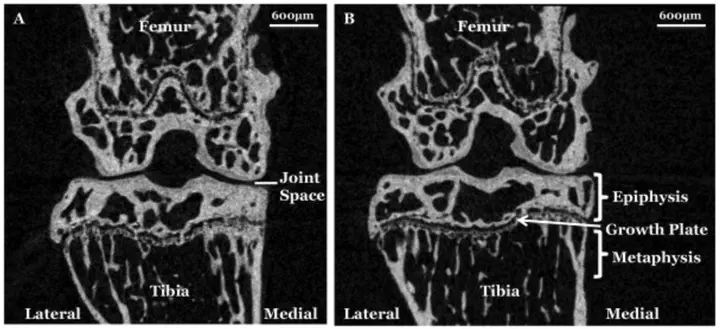 A
Femur
600µm
Joint
Space
Tibia
Lateral
Medial
B
Femur
600µm
Epiphysis
Growth Plate
Metaphysis
Tibia
Lateral
Medial